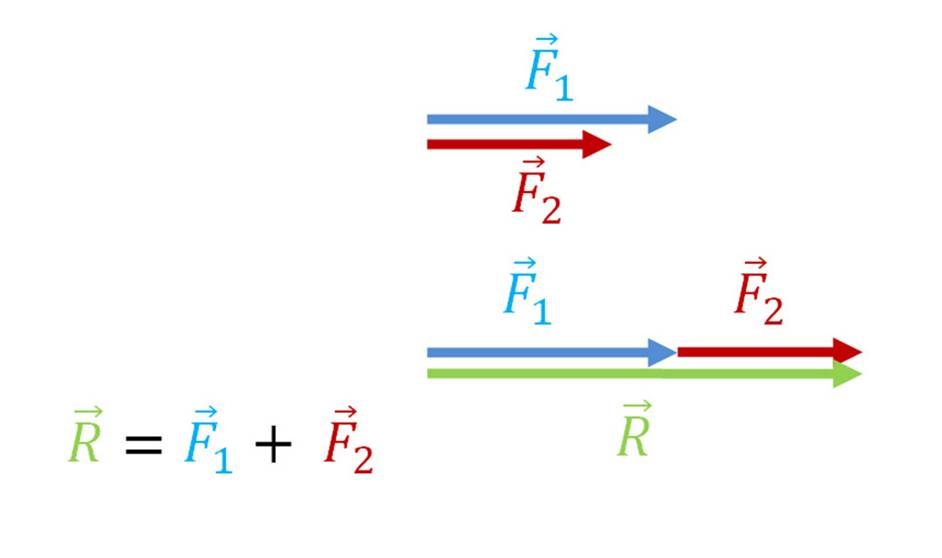 F⃗₁
F⃗₂
F⃗₁ F⃗₂
R⃗
R⃗ = F⃗₁ + F⃗₂